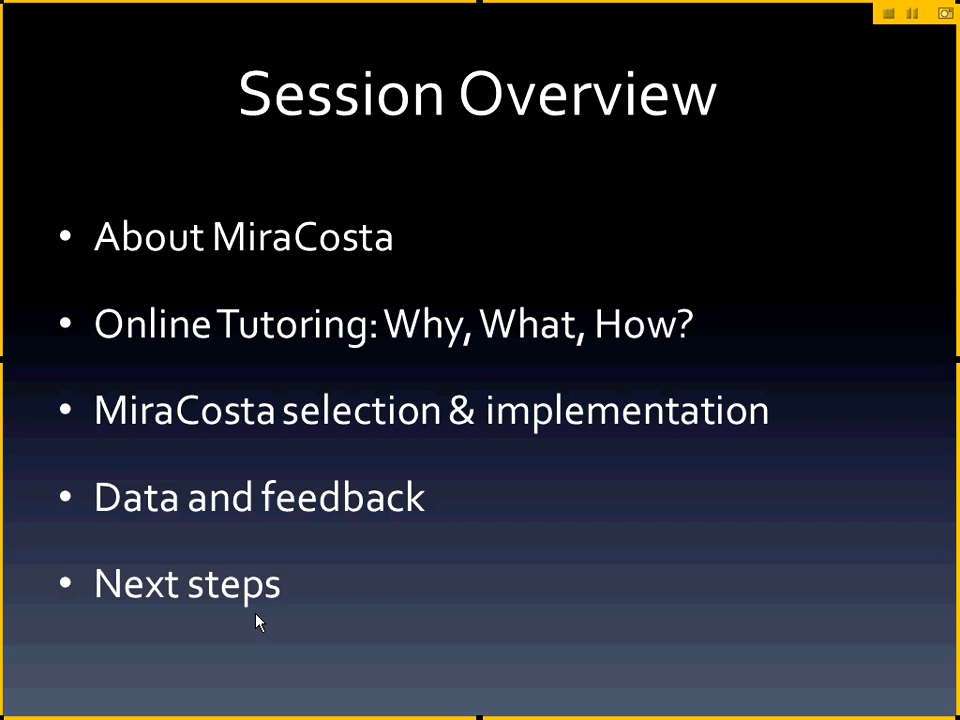 Session Overview
• About MiraCosta
• Online Tutoring: Why, What, How?
• MiraCosta selection & implementation
• Data and feedback
• Next steps